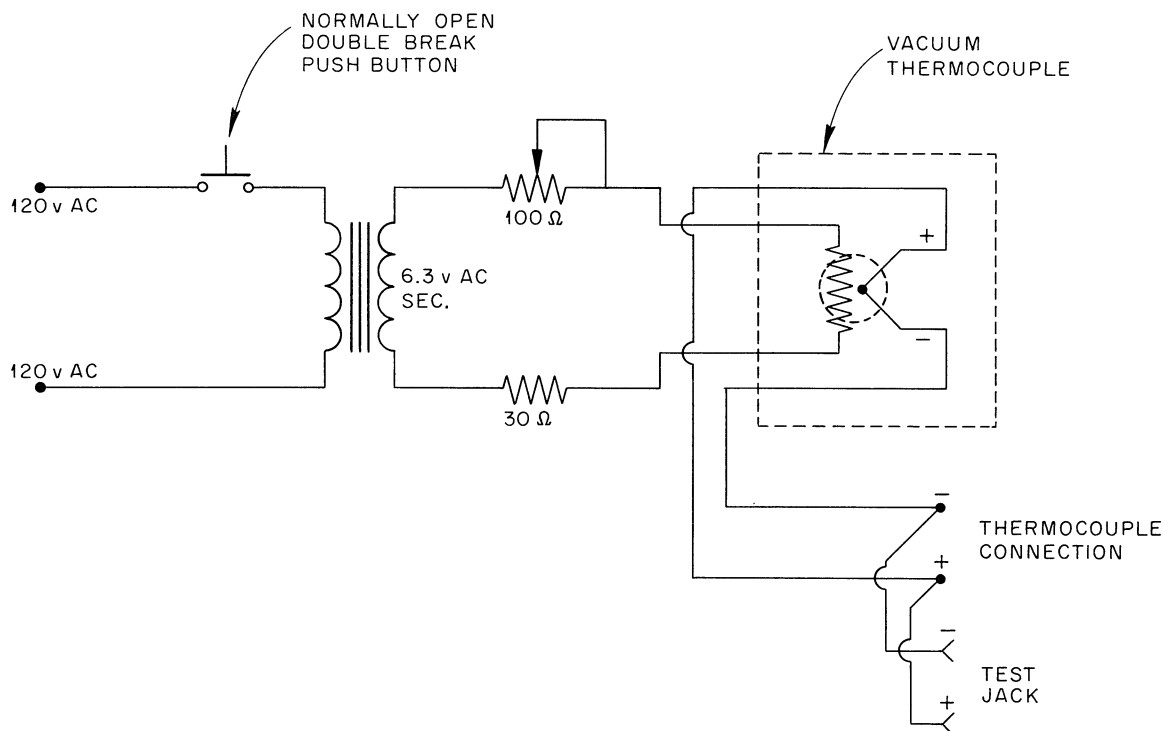 NORMALLY OPEN
DOUBLE BREAK
PUSH BUTTON
VACUUM
THERMOCOUPLE
120 v AC
100 Ω
+
6.3 v AC
SEC.
−
120 v AC
30 Ω
−
THERMOCOUPLE
CONNECTION
+
−
TEST
JACK
+